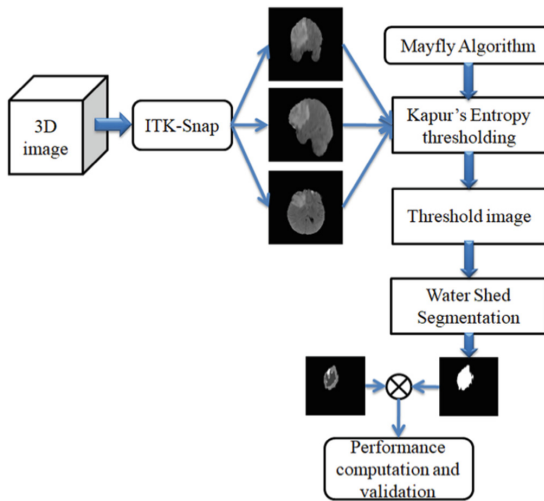 3D
image
ITK-Snap
Mayfly Algorithm
Kapur's Entropy
thresholding
Threshold image
Water Shed
Segmentation
Performance
computation and
validation